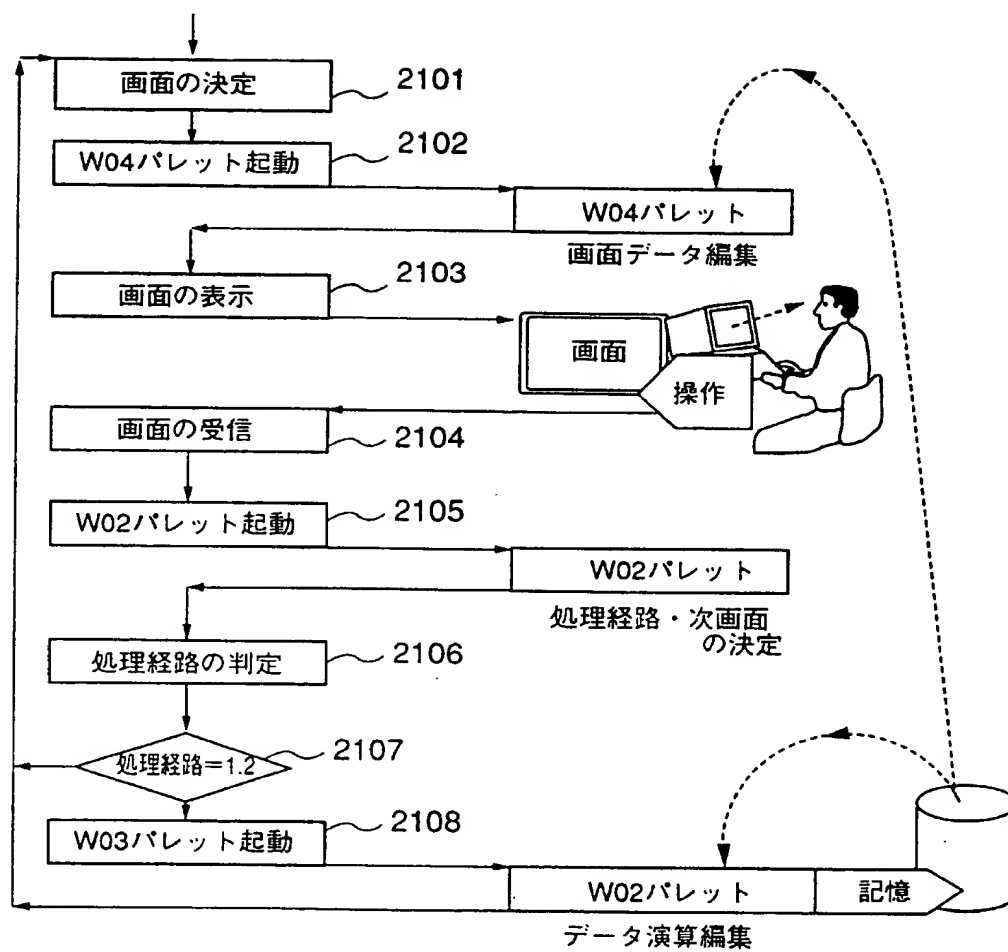 画面の決定
2101
W04パレット起動
2102
W04パレット
画面データ編集
画面の表示
2103
画面
操作
画面の受信
2104
W02パレット起動
2105
W02パレット
処理経路・次画面
の決定
処理経路の判定
2106
処理経路=1.2
2107
W03パレット起動
2108
W02パレット
記憶
データ演算編集